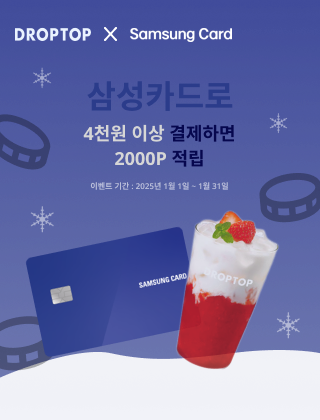 DROPTOP X Samsung Card
삼성카드로
4천원 이상 결제하면
2000P 적립
이벤트 기간 : 2025년 1월 1일 ~ 1월 31일
SAMSUNG CARD
DROPTOP